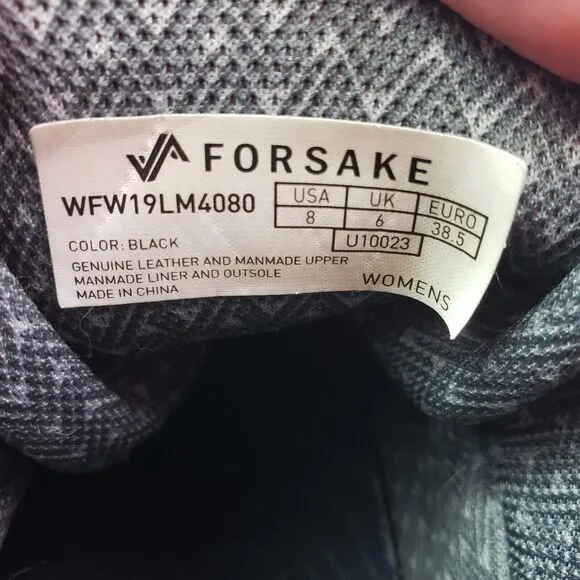 FORSAKE
WFW19LM4080
USA UK EURO
8 6 38.5
U10023
COLOR: BLACK
GENUINE LEATHER AND MANMADE UPPER
MANMADE LINER AND OUTSOLE
MADE IN CHINA
WOMENS